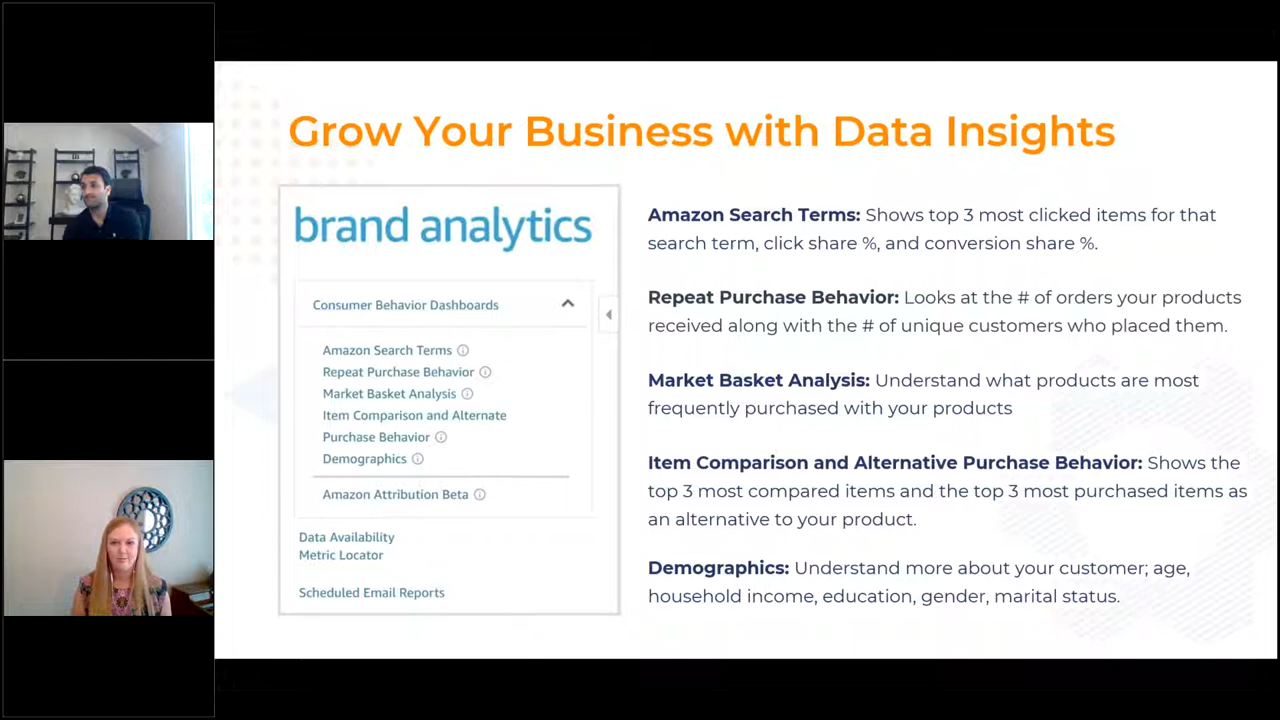 Grow Your Business with Data Insights
brand analytics
Consumer Behavior Dashboards
Amazon Search Terms
Repeat Purchase Behavior
Market Basket Analysis
Item Comparison and Alternate
Purchase Behavior
Demographics
Amazon Attribution Beta
Data Availability
Metric Locator
Scheduled Email Reports
Amazon Search Terms: Shows top 3 most clicked items for that
search term, click share %, and conversion share %.
Repeat Purchase Behavior: Looks at the # of orders your products
received along with the # of unique customers who placed them.
Market Basket Analysis: Understand what products are most
frequently purchased with your products
Item Comparison and Alternative Purchase Behavior: Shows the
top 3 most compared items and the top 3 most purchased items as
an alternative to your product.
Demographics: Understand more about your customer; age,
household income, education, gender, marital status.